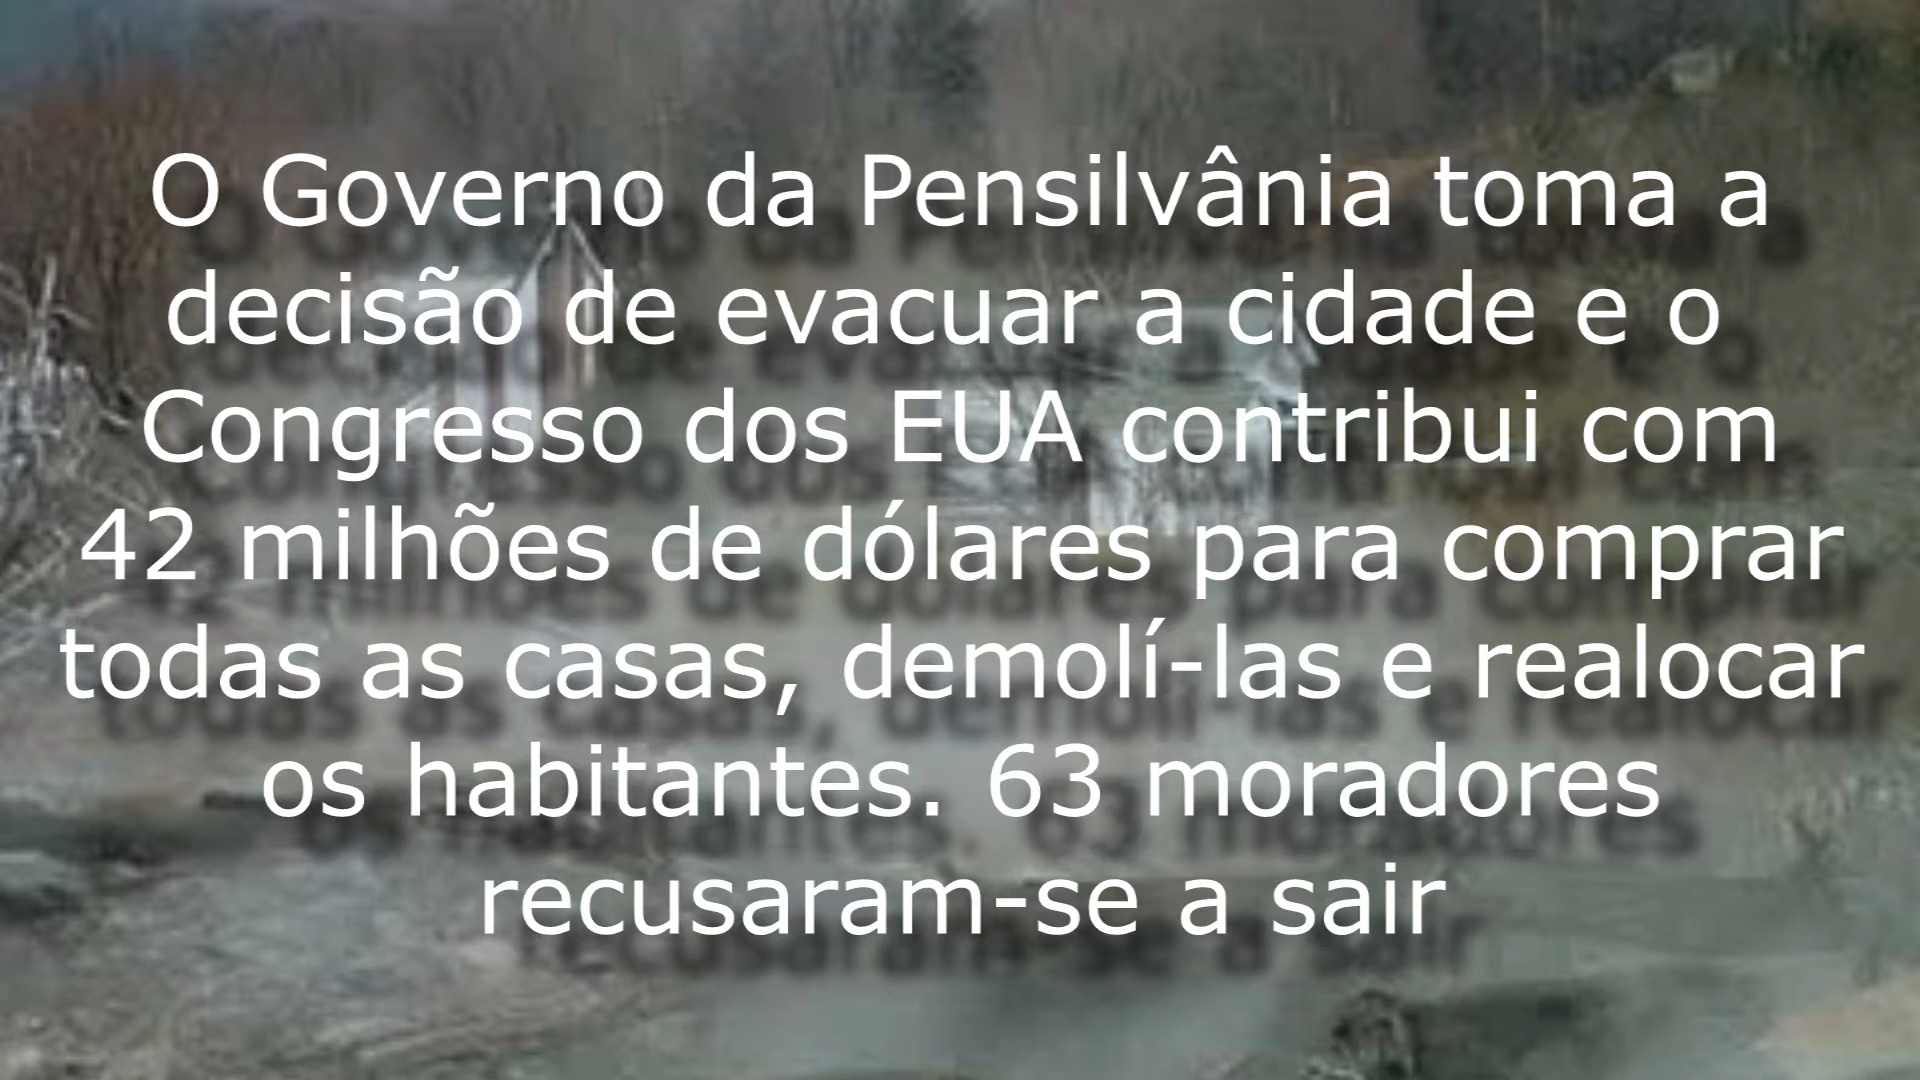 O Governo da Pensilvânia toma a
decisão de evacuar a cidade e o
Congresso dos EUA contribui com
42 milhões de dólares para comprar
todas as casas, demolí-las e realocar
os habitantes. 63 moradores
recusaram-se a sair